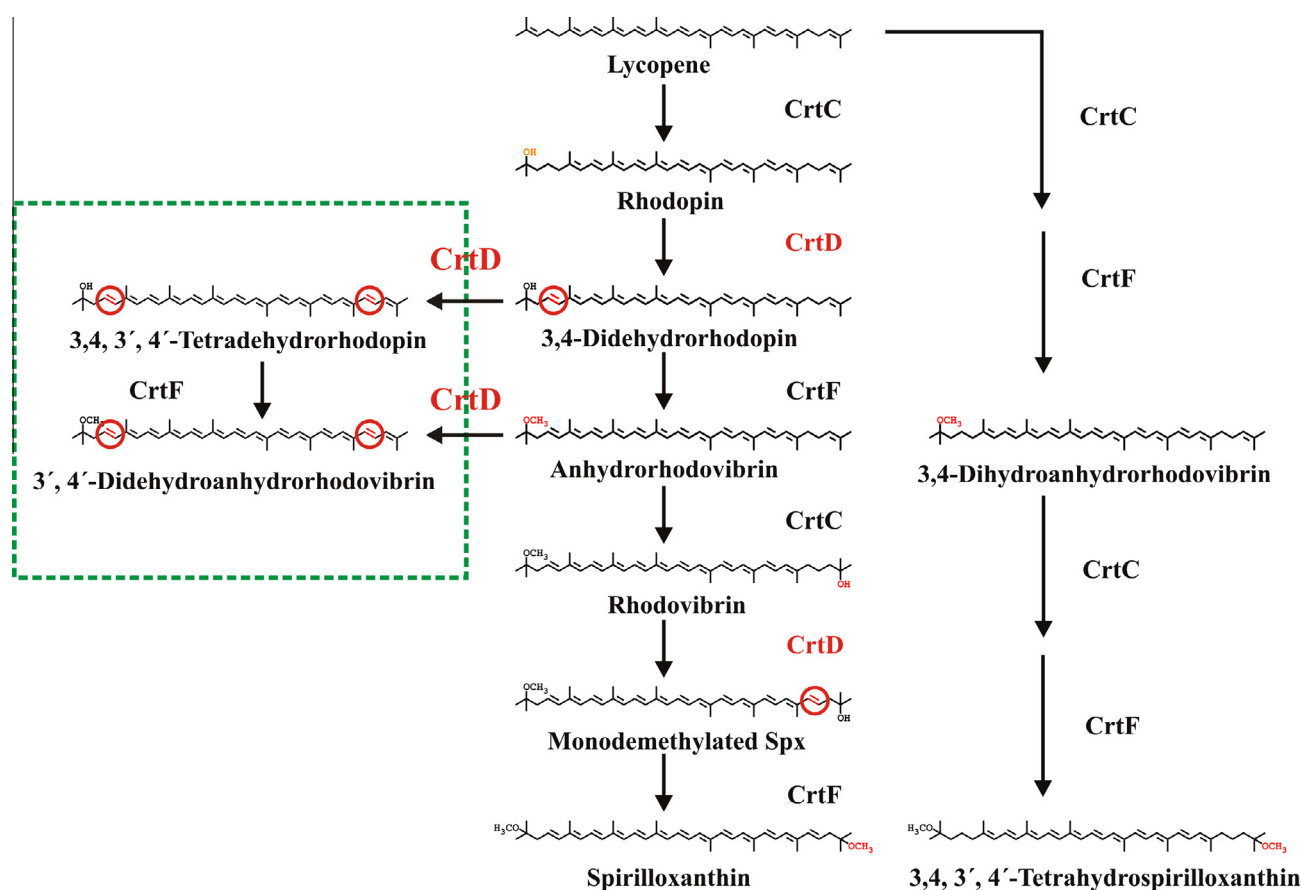 Lycopene
CrtC
CrtC
OH
Rhodopin
CrtD
CrtD
CrtF
OH
OH
3,4, 3´, 4´-Tetradehydrorhodopin
3,4-Didehydrorhodopin
CrtF
CrtD
CrtF
OCH3
OCH3
OCH3
3´, 4´-Didehydroanhydrorhodovibrin
Anhydrorhodovibrin
3,4-Dihydroanhydrorhodovibrin
CrtC
CrtC
OCH3
OH
Rhodovibrin
CrtD
OCH3
OH
Monodemethylated Spx
CrtF
CrtF
H3CO
OCH3
H3CO
OCH3
Spirilloxanthin
3,4, 3´, 4´-Tetrahydrospirilloxanthin